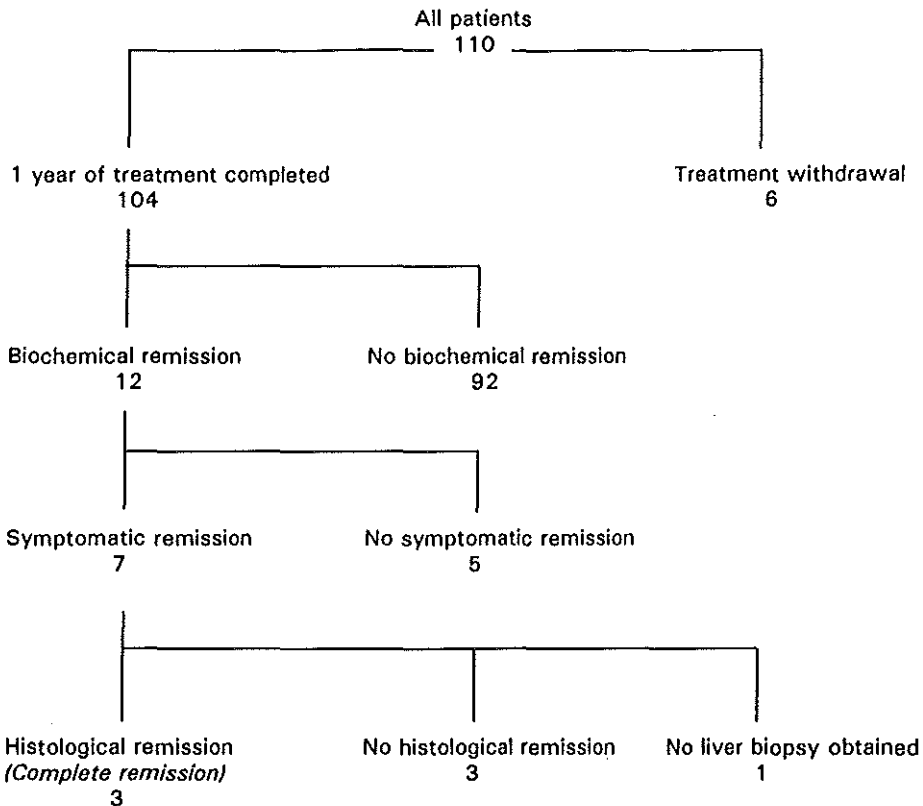 All patients
110
1 year of treatment completed
104
Treatment withdrawal
6
Biochemical remission
12
No biochemical remission
92
Symptomatic remission
7
No symptomatic remission
5
Histological remission
(Complete remission)
3
No histological remission
3
No liver biopsy obtained
1